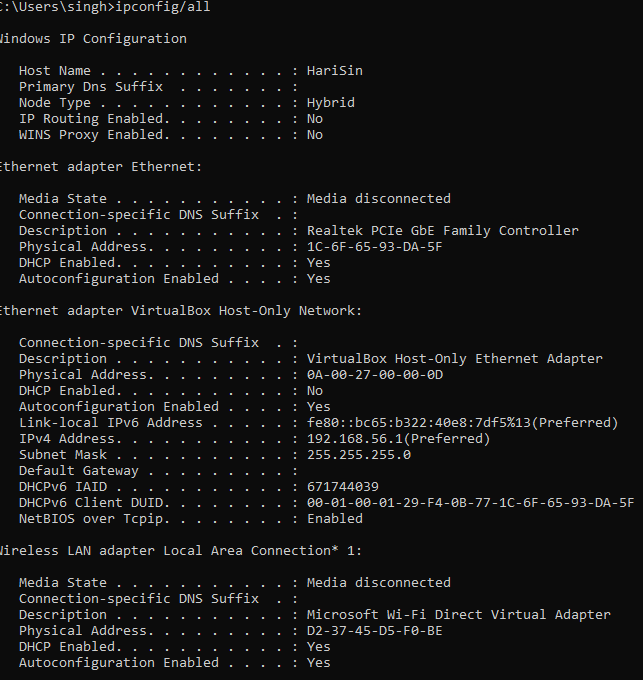 C:\Users\singh>ipconfig/all
Windows IP Configuration
Host Name . . . . . . . . . . . . : HariSin
Primary Dns Suffix  . . . . . . . :
Node Type . . . . . . . . . . . . : Hybrid
IP Routing Enabled. . . . . . . . : No
WINS Proxy Enabled. . . . . . . . : No
Ethernet adapter Ethernet:
Media State . . . . . . . . . . . : Media disconnected
Connection-specific DNS Suffix  . :
Description . . . . . . . . . . . : Realtek PCIe GbE Family Controller
Physical Address. . . . . . . . . : 1C-6F-65-93-DA-5F
DHCP Enabled. . . . . . . . . . . : Yes
Autoconfiguration Enabled . . . . : Yes
Ethernet adapter VirtualBox Host-Only Network:
Connection-specific DNS Suffix  . :
Description . . . . . . . . . . . : VirtualBox Host-Only Ethernet Adapter
Physical Address. . . . . . . . . : 0A-00-27-00-00-0D
DHCP Enabled. . . . . . . . . . . : No
Autoconfiguration Enabled . . . . : Yes
Link-local IPv6 Address . . . . . : fe80::bc65:b322:40e8:7df5%13(Preferred)
IPv4 Address. . . . . . . . . . . : 192.168.56.1(Preferred)
Subnet Mask . . . . . . . . . . . : 255.255.255.0
Default Gateway . . . . . . . . . :
DHCPv6 IAID . . . . . . . . . . . : 671744039
DHCPv6 Client DUID. . . . . . . . : 00-01-00-01-29-F4-0B-77-1C-6F-65-93-DA-5F
NetBIOS over Tcpip. . . . . . . . : Enabled
Wireless LAN adapter Local Area Connection* 1:
Media State . . . . . . . . . . . : Media disconnected
Connection-specific DNS Suffix  . :
Description . . . . . . . . . . . : Microsoft Wi-Fi Direct Virtual Adapter
Physical Address. . . . . . . . . : D2-37-45-D5-F0-BE
DHCP Enabled. . . . . . . . . . . : Yes
Autoconfiguration Enabled . . . . : Yes